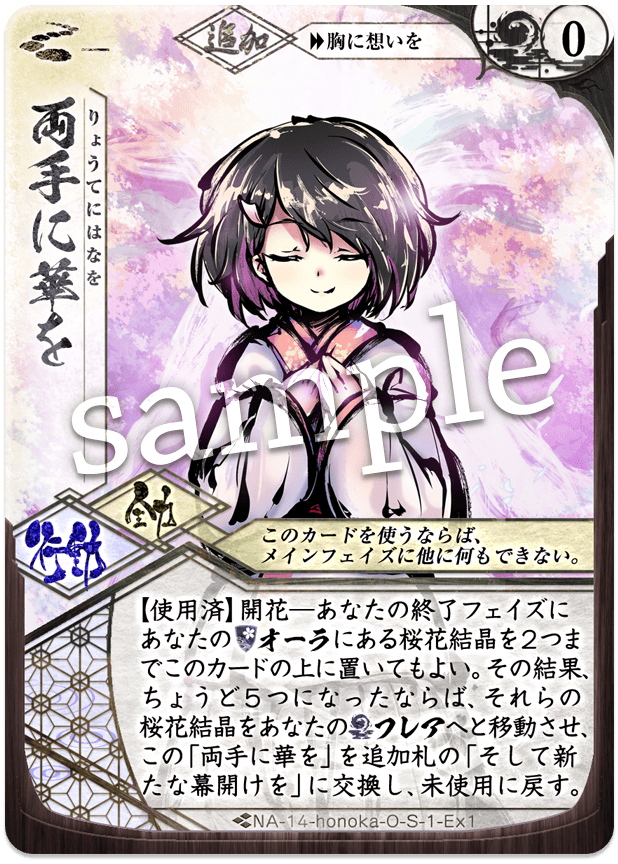 追加
胸に想いを
0
両手に華を
りょうてにはなを
sample
全力
行動
このカードを使うならば、
メインフェイズに他に何もできない。
【使用済】開花─あなたの終了フェイズに
あなたのオーラにある桜花結晶を２つま
でこのカードの上に置いてもよい。その結果、
ちょうど５つになったならば、それらの
桜花結晶をあなたのフレアへと移動させ、
この「両手に華を」を追加札の「そして新
たな幕開けを」に交換し、未使用に戻す。
NA-14-honoka-O-S-1-Ex1